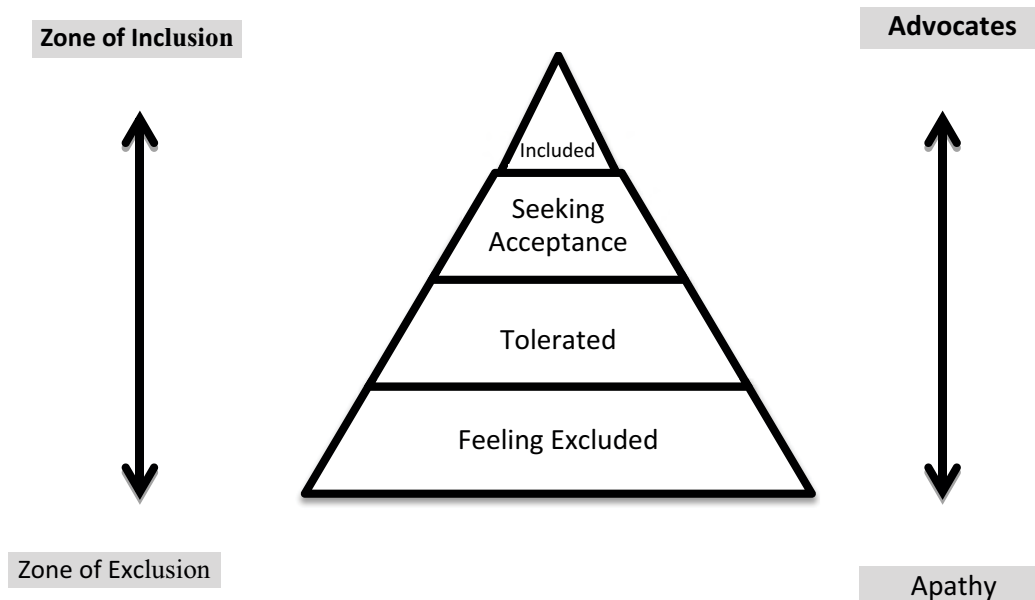 Zone of Inclusion
Advocates
Included
Seeking
Acceptance
Tolerated
Feeling Excluded
Zone of Exclusion
Apathy